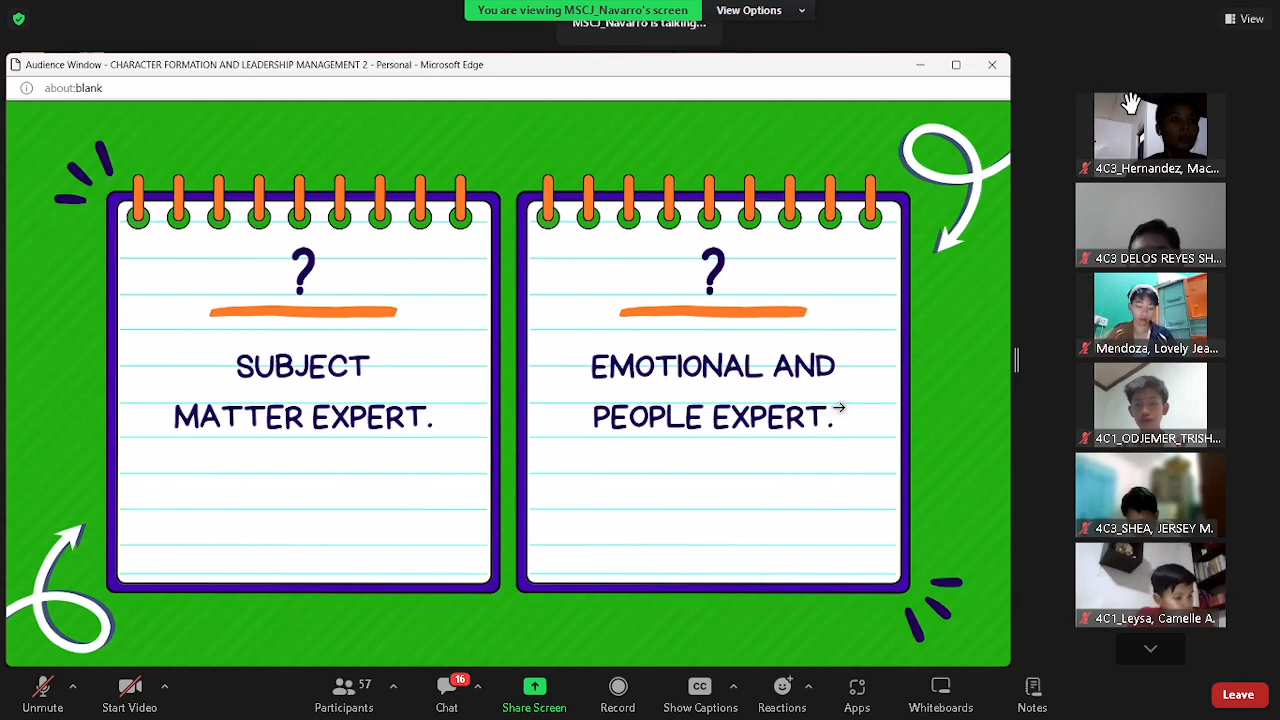 You are viewing MSCJ_Navarro's screen
View Options
View
MSCJ_Navarro is talking...
Audience Window - CHARACTER FORMATION AND LEADERSHIP MANAGEMENT 2 - Personal - Microsoft Edge
about:blank
?
SUBJECT
MATTER EXPERT.
?
EMOTIONAL AND
PEOPLE EXPERT.
4C3_Hernandez, Mac...
4C3 DELOS REYES SH...
Mendoza, Lovely Jea...
4C1_ODJEMER_TRISH...
4C3_SHEA, JERSEY M.
4C1_Leysa, Camelle A.
Unmute
Start Video
57
Participants
16
Chat
Share Screen
Record
CC
Show Captions
Reactions
Apps
Whiteboards
Notes
Leave